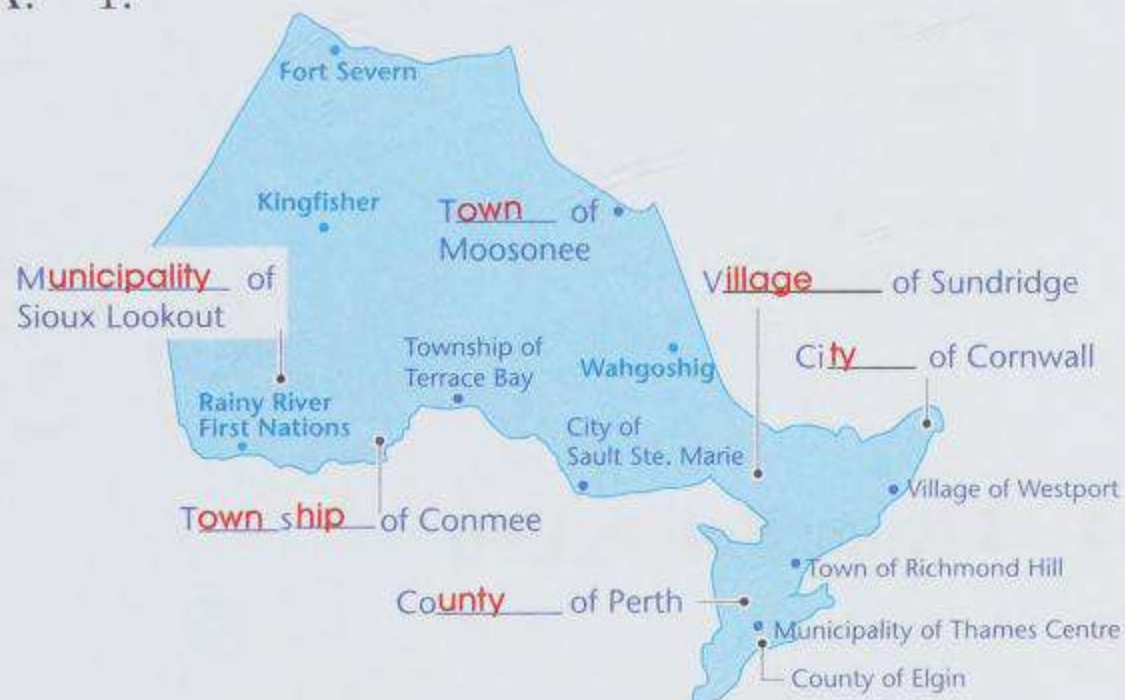 1.
Fort Severn
Kingfisher
Town of
Moosonee
Municipality of
Sioux Lookout
Village of Sundridge
City of Cornwall
Township of
Terrace Bay
Wahgoshig
Rainy River
First Nations
City of
Sault Ste. Marie
Village of Westport
Township of Conmee
Town of Richmond Hill
County of Perth
Municipality of Thames Centre
County of Elgin